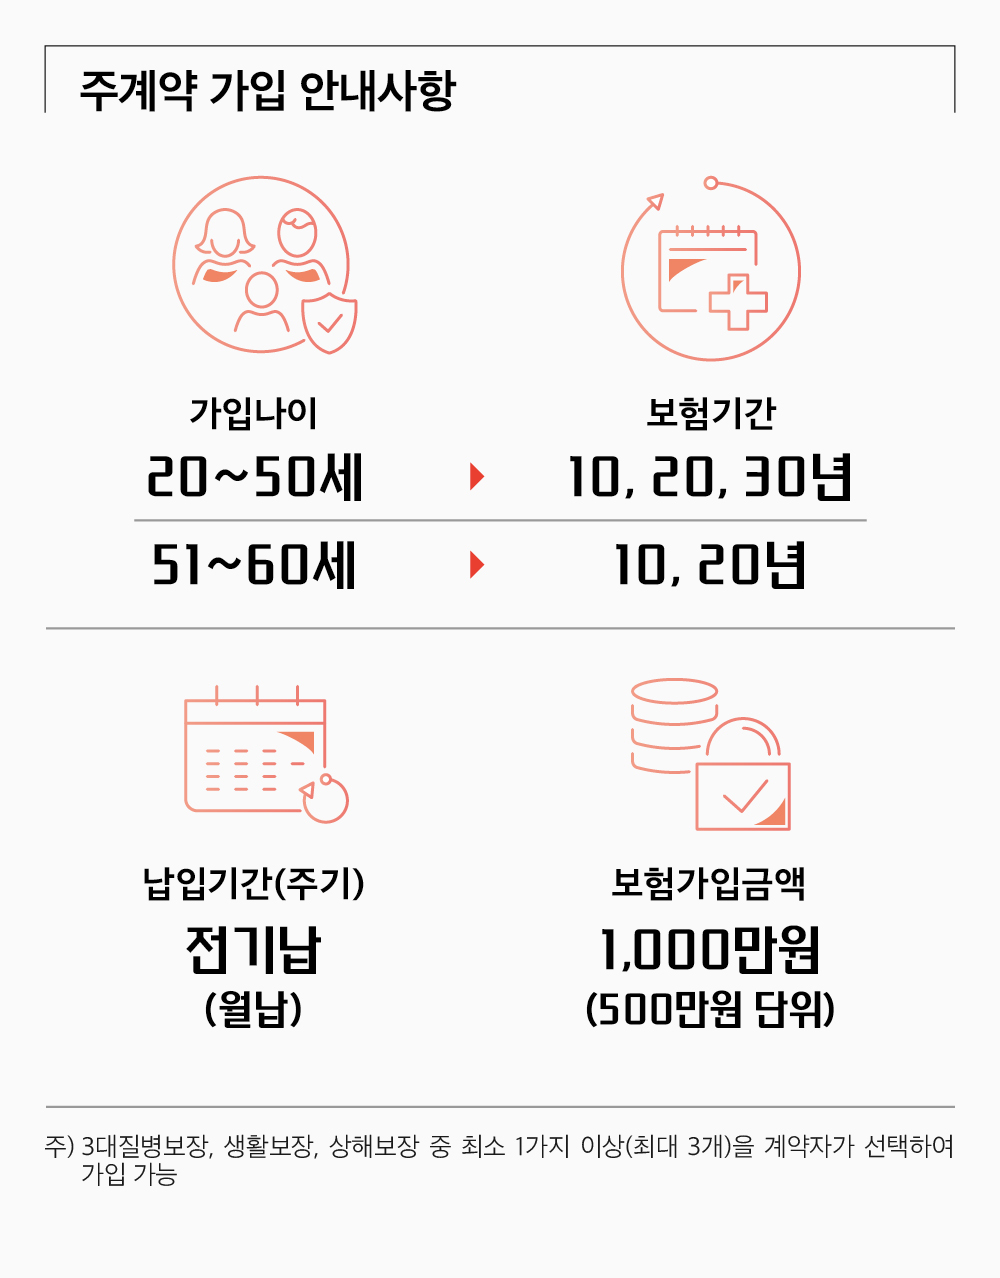 주계약 가입 안내사항
가입나이 보험기간
20~50세 10, 20, 30년
51~60세 10, 20년
납입기간(주기) 보험가입금액
전기납 1,000만원
(월납) (500만원 단위)
주) 3대질병보장, 생활보장, 상해보장 중 최소 1가지 이상(최대 3개)을 계약자가 선택하여
가입 가능